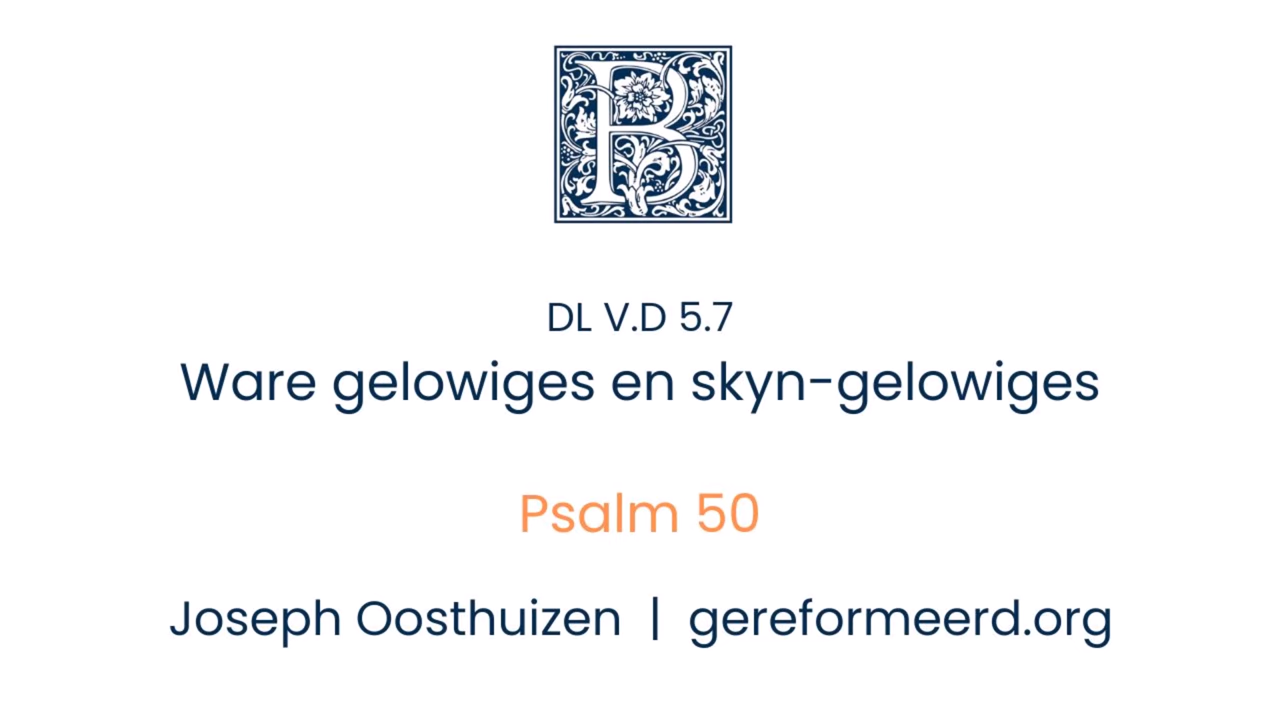 B
DL V.D 5.7
Ware gelowiges en skyn-gelowiges
Psalm 50
Joseph Oosthuizen | gereformeerd.org